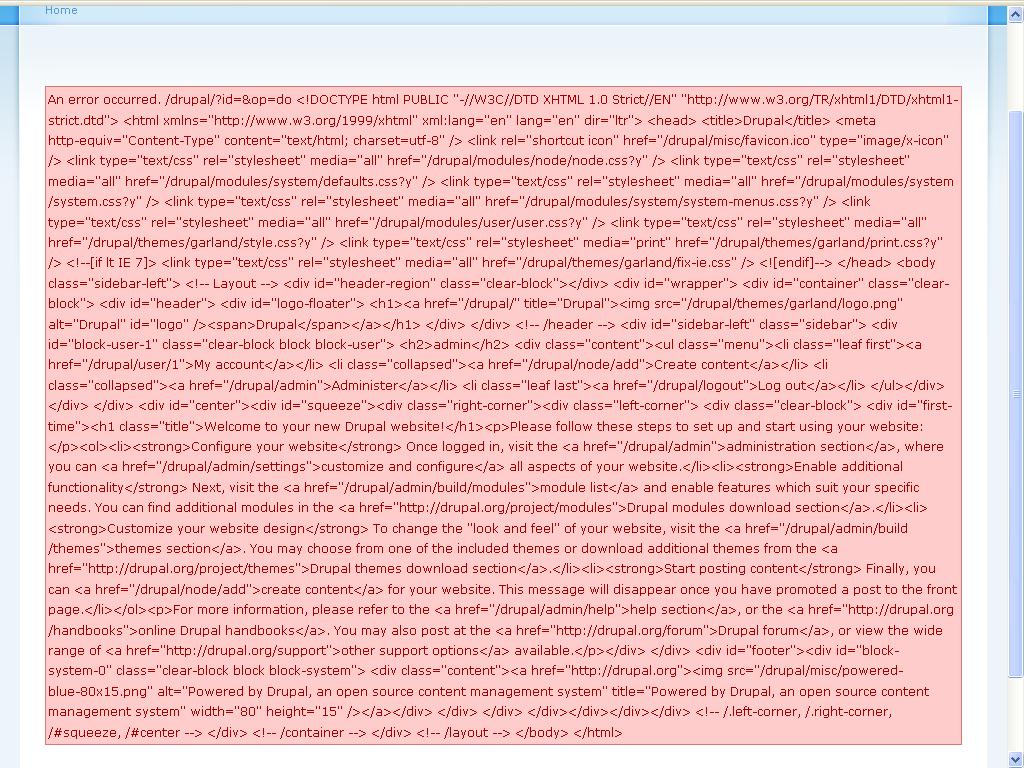 Home
An error occurred. /drupal/?id=&op=do <!DOCTYPE html PUBLIC "-//W3C//DTD XHTML 1.0 Strict//EN" "http://www.w3.org/TR/xhtml1/DTD/xhtml1-
strict.dtd"> <html xmlns="http://www.w3.org/1999/xhtml" xml:lang="en" lang="en" dir="ltr"> <head> <title>Drupal</title> <meta
http-equiv="Content-Type" content="text/html; charset=utf-8" /> <link rel="shortcut icon" href="/drupal/misc/favicon.ico" type="image/x-icon"
/> <link type="text/css" rel="stylesheet" media="all" href="/drupal/modules/node/node.css?y" /> <link type="text/css" rel="stylesheet"
media="all" href="/drupal/modules/system/defaults.css?y" /> <link type="text/css" rel="stylesheet" media="all" href="/drupal/modules/system
/system.css?y" /> <link type="text/css" rel="stylesheet" media="all" href="/drupal/modules/system/system-menus.css?y" /> <link
type="text/css" rel="stylesheet" media="all" href="/drupal/modules/user/user.css?y" /> <link type="text/css" rel="stylesheet" media="all"
href="/drupal/themes/garland/style.css?y" /> <link type="text/css" rel="stylesheet" media="print" href="/drupal/themes/garland/print.css?y"
/> <!--[if lt IE 7]> <link type="text/css" rel="stylesheet" media="all" href="/drupal/themes/garland/fix-ie.css" /> <![endif]--> </head> <body
class="sidebar-left"> <!-- Layout --> <div id="header-region" class="clear-block"></div> <div id="wrapper"> <div id="container" class="clear-
block"> <div id="header"> <div id="logo-floater"> <h1><a href="/drupal/" title="Drupal"><img src="/drupal/themes/garland/logo.png"
alt="Drupal" id="logo" /><span>Drupal</span></a></h1> </div> </div> <!-- /header --> <div id="sidebar-left" class="sidebar"> <div
id="block-user-1" class="clear-block block block-user"> <h2>admin</h2> <div class="content"><ul class="menu"><li class="leaf first"><a
href="/drupal/user/1">My account</a></li> <li class="collapsed"><a href="/drupal/node/add">Create content</a></li> <li
class="collapsed"><a href="/drupal/admin">Administer</a></li> <li class="leaf last"><a href="/drupal/logout">Log out</a></li> </ul></div>
</div> </div> <div id="center"><div id="squeeze"><div class="right-corner"><div class="left-corner"> <div class="clear-block"> <div id="first-
time"><h1 class="title">Welcome to your new Drupal website!</h1><p>Please follow these steps to set up and start using your website:
</p><ol><li><strong>Configure your website</strong> Once logged in, visit the <a href="/drupal/admin">administration section</a>, where
you can <a href="/drupal/admin/settings">customize and configure</a> all aspects of your website.</li><li><strong>Enable additional
functionality</strong> Next, visit the <a href="/drupal/admin/build/modules">module list</a> and enable features which suit your specific
needs. You can find additional modules in the <a href="http://drupal.org/project/modules">Drupal modules download section</a>.</li><li>
<strong>Customize your website design</strong> To change the "look and feel" of your website, visit the <a href="/drupal/admin/build
/themes">themes section</a>. You may choose from one of the included themes or download additional themes from the <a
href="http://drupal.org/project/themes">Drupal themes download section</a>.</li><li><strong>Start posting content</strong> Finally, you
can <a href="/drupal/node/add">create content</a> for your website. This message will disappear once you have promoted a post to the front
page.</li></ol><p>For more information, please refer to the <a href="/drupal/admin/help">help section</a>, or the <a href="http://drupal.org
/handbooks">online Drupal handbooks</a>. You may also post at the <a href="http://drupal.org/forum">Drupal forum</a>, or view the wide
range of <a href="http://drupal.org/support">other support options</a> available.</p></div> </div> <div id="footer"><div id="block-
system-0" class="clear-block block block-system"> <div class="content"><a href="http://drupal.org"><img src="/drupal/misc/powered-
blue-80x15.png" alt="Powered by Drupal, an open source content management system" title="Powered by Drupal, an open source content
management system" width="80" height="15" /></a></div> </div> </div> </div></div></div></div> <!-- /.left-corner, /.right-corner,
/#squeeze, /#center --> </div> <!-- /container --> </div> <!-- /layout --> </body> </html>